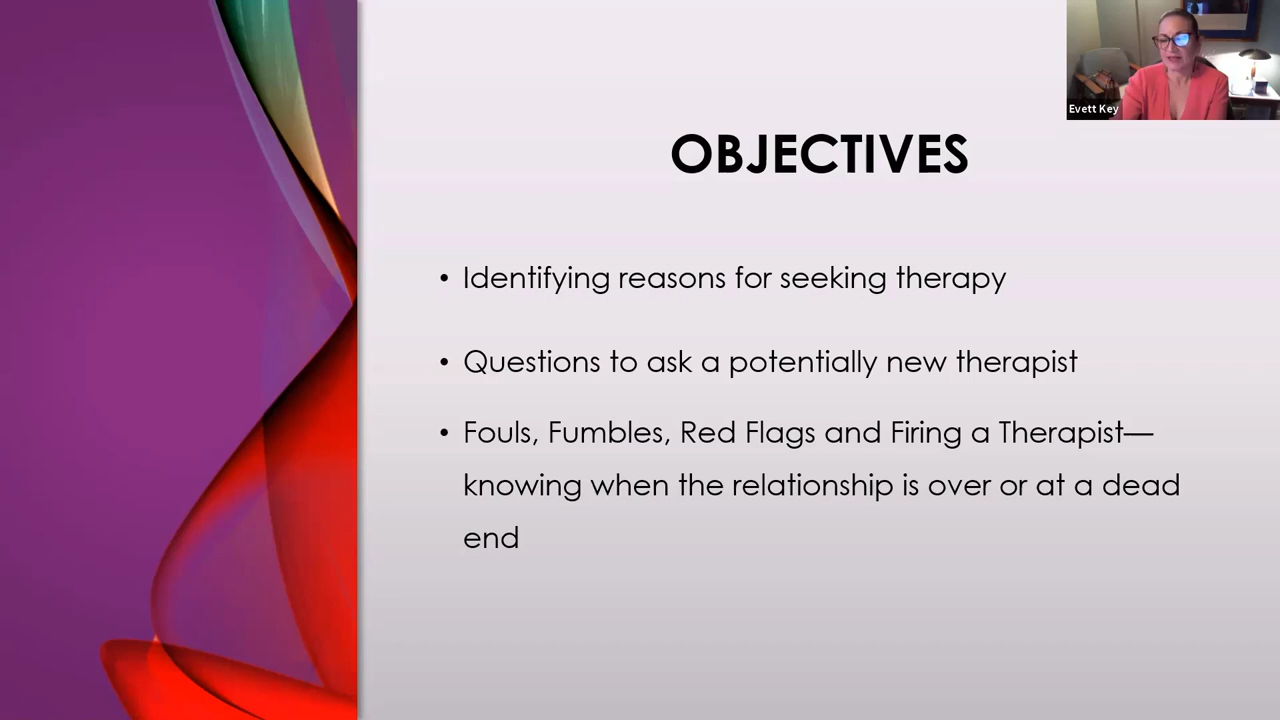 Evett Key
OBJECTIVES
• Identifying reasons for seeking therapy
• Questions to ask a potentially new therapist
• Fouls, Fumbles, Red Flags and Firing a Therapist—
knowing when the relationship is over or at a dead
end